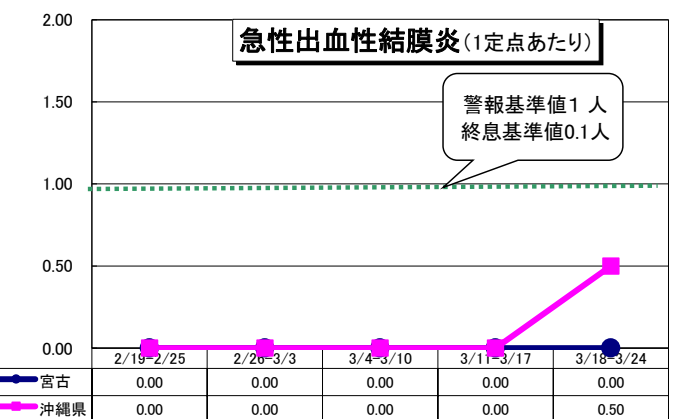 2.00
急性出血性結膜炎(1定点あたり)
1.50
警報基準値1 人
終息基準値0.1人
1.00
0.50
0.00
2/19-2/25 2/26-3/3 3/4-3/10 3/11-3/17 3/18-3/24
宮古 0.00 0.00 0.00 0.00 0.00
沖縄県 0.00 0.00 0.00 0.00 0.50